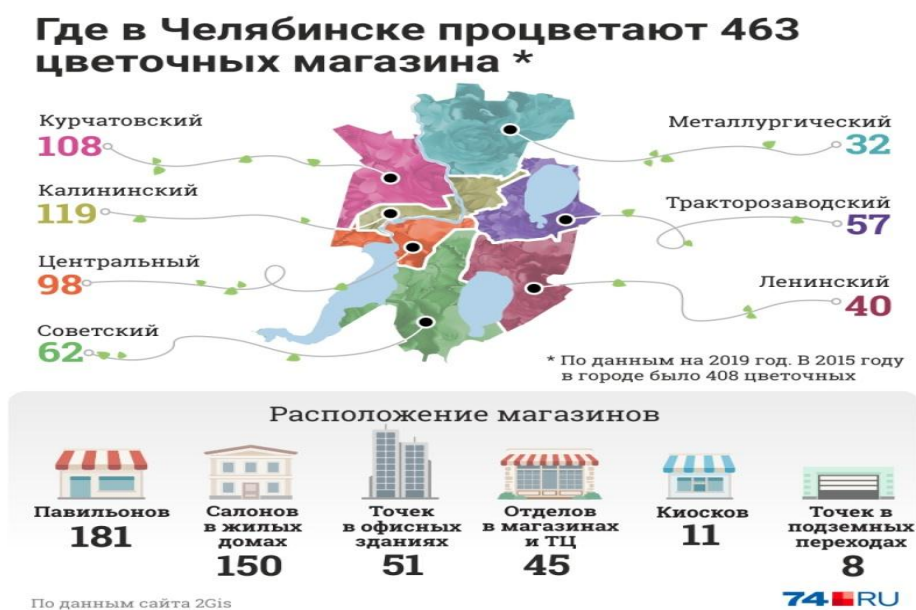 Где в Челябинске процветают 463
цветочных магазина *
Курчатовский
108
Калининский
119
Центральный
98
Советский
62
Металлургический
32
Тракторозаводский
57
Ленинский
40
* По данным на 2019 год. В 2015 году
в городе было 408 цветочных
Расположение магазинов
Павильонов
181
Салонов
в жилых
домах
150
Точек
в офисных
зданиях
51
Отделов
в магазинах
и ТЦ
45
Киосков
11
Точек в
подземных
переходах
8
По данным сайта 2Gis
74 RU